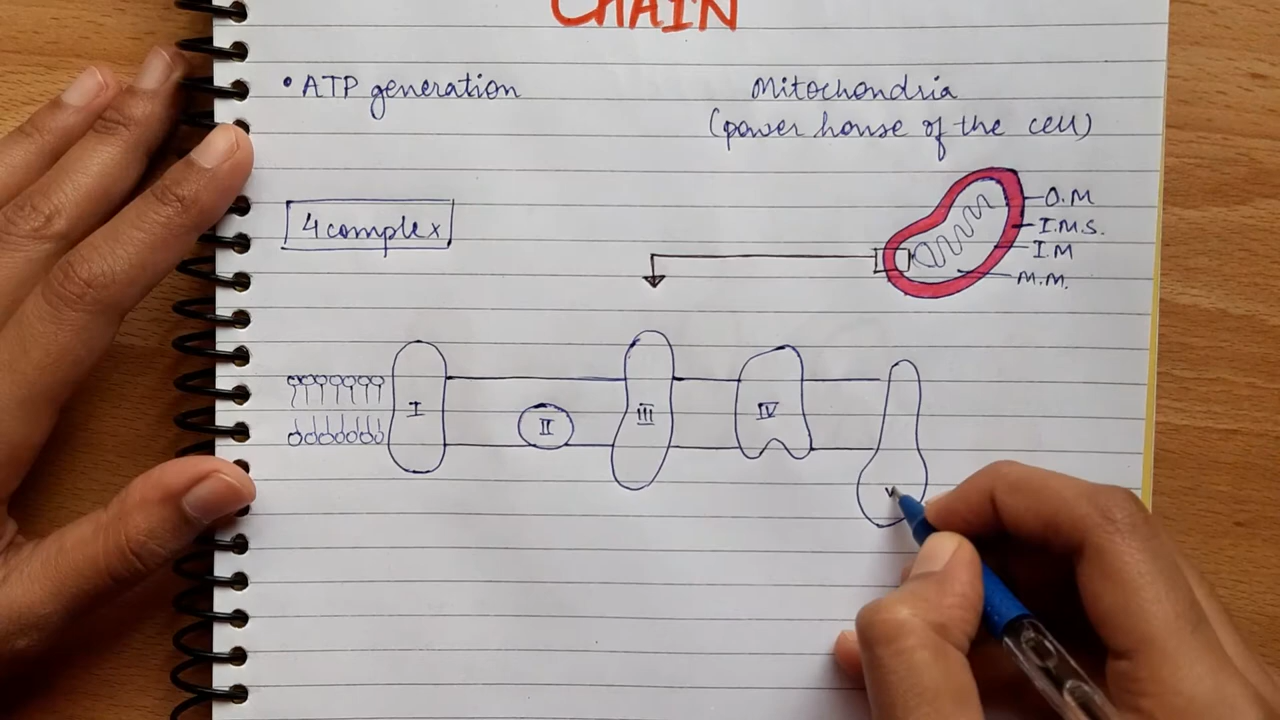 CHAIN
• ATP generation
Mitochondria
(power house of the cell)
4 complex
O.M
I.M.S.
I.M
M.M.
I
II
III
IV
V